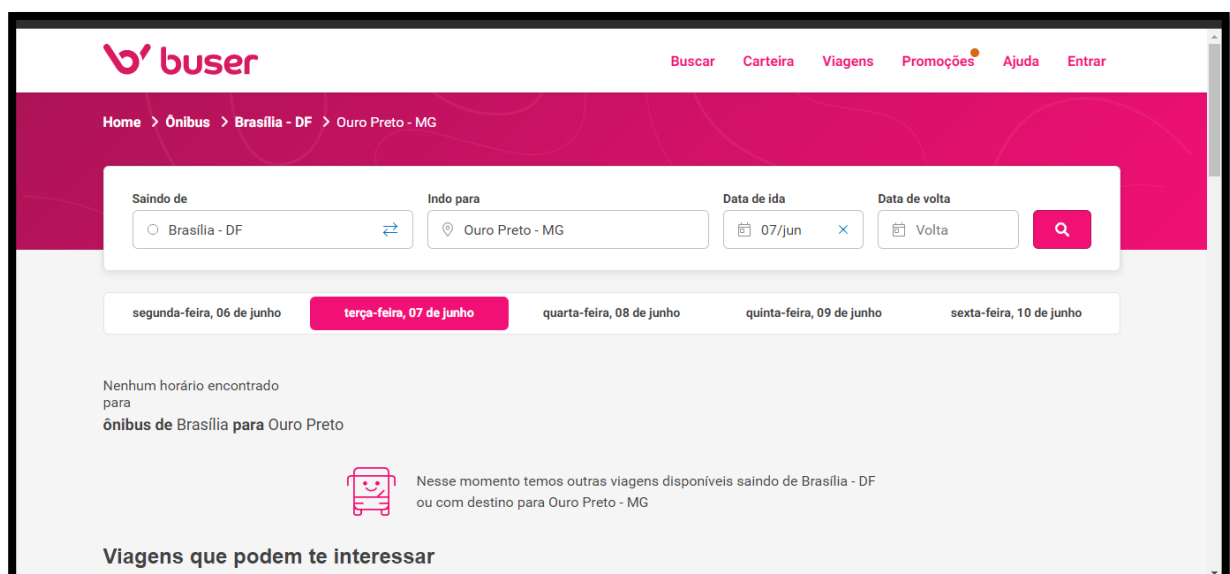 buser
Buscar Carteira Viagens Promoções Ajuda Entrar
Home > Ônibus > Brasília - DF > Ouro Preto - MG
Saindo de Indo para Data de ida Data de volta
Brasília - DF Ouro Preto - MG 07/jun Volta
segunda-feira, 06 de junho terça-feira, 07 de junho quarta-feira, 08 de junho quinta-feira, 09 de junho sexta-feira, 10 de junho
Nenhum horário encontrado
para
ônibus de Brasília para Ouro Preto
Nesse momento temos outras viagens disponíveis saindo de Brasília - DF
ou com destino para Ouro Preto - MG
Viagens que podem te interessar